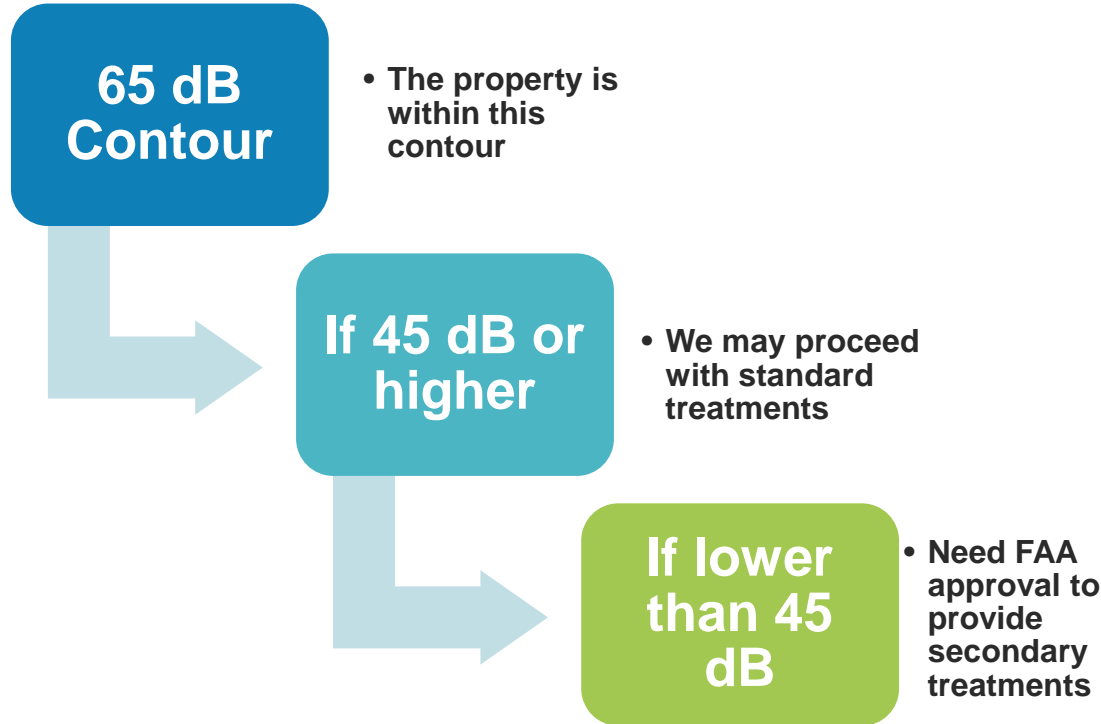 65 dB
Contour
• The property is
within this
contour
If 45 dB or
higher
• We may proceed
with standard
treatments
If lower
than 45
dB
• Need FAA
approval to
provide
secondary
treatments